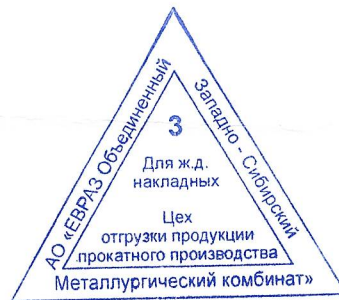 АО «ЕВРАЗ Объединенный
Западно - Сибирский
Металлургический комбинат»
3
Для ж.д.
накладных
Цех
отгрузки продукции
прокатного производства